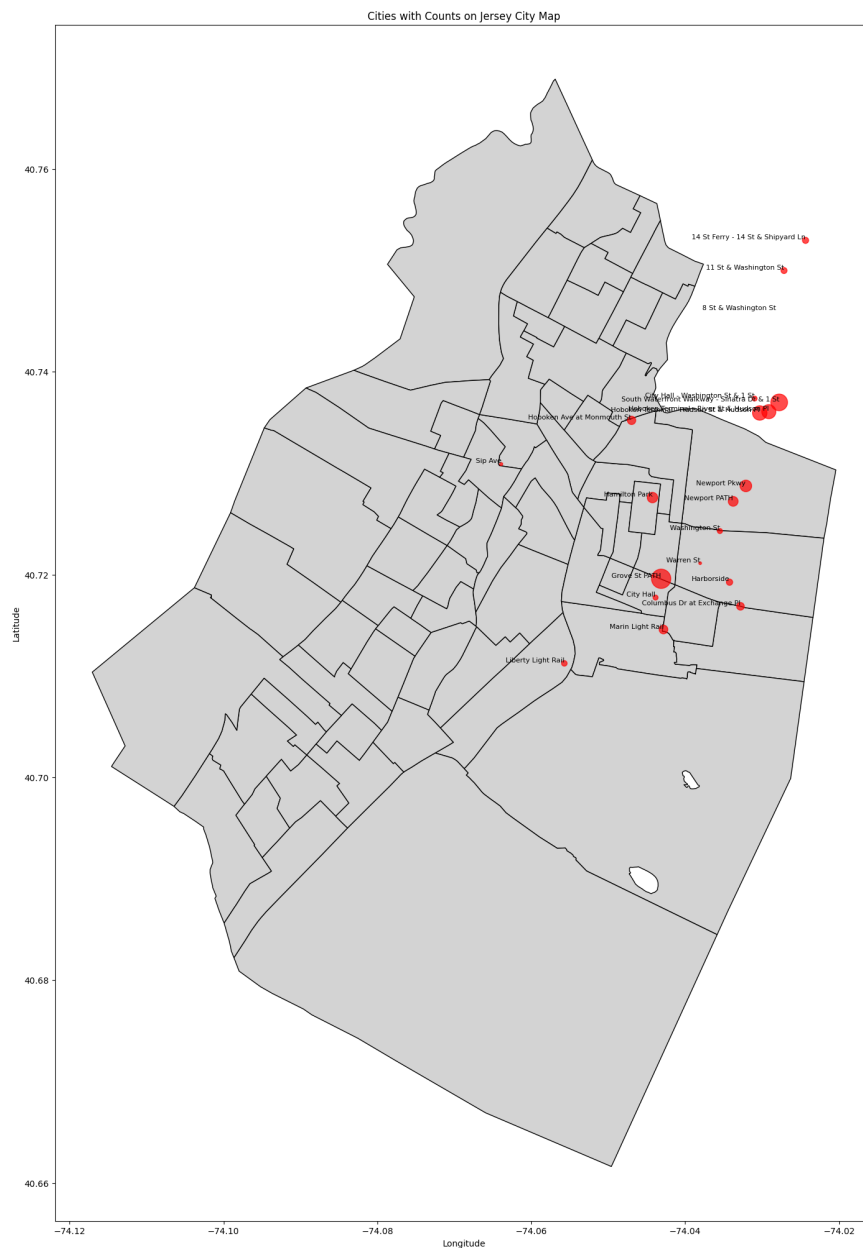 Cities with Counts on Jersey City Map
40.76
14 St Ferry - 14 St & Shipyard Ln
11 St & Washington St
8 St & Washington St
40.74
City Hall - Washington St & 1 St
South Waterfront Walkway - Sinatra Dr & 1 St
Hoboken Ave at Monmouth St
Sip Ave
Newport Pkwy
Hamilton Park
Newport PATH
Washington St
Warren St
40.72
Grove St PATH
Harborside
City Hall
Columbus Dr at Exchange Pl
Latitude
Marin Light Rail
Liberty Light Rail
40.70
40.68
40.66
−74.12
−74.10
−74.08
−74.06
−74.04
−74.02
Longitude